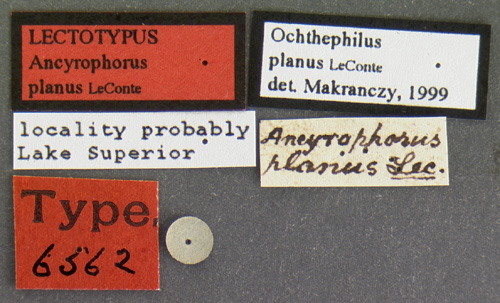 LECTOTYPUS
Ancyrophorus
planus LeConte
Ochthephilus
planus LeConte
det. Makranczy, 1999
locality probably
Lake Superior
Ancyrophorus
planus Lec.
Type
6562